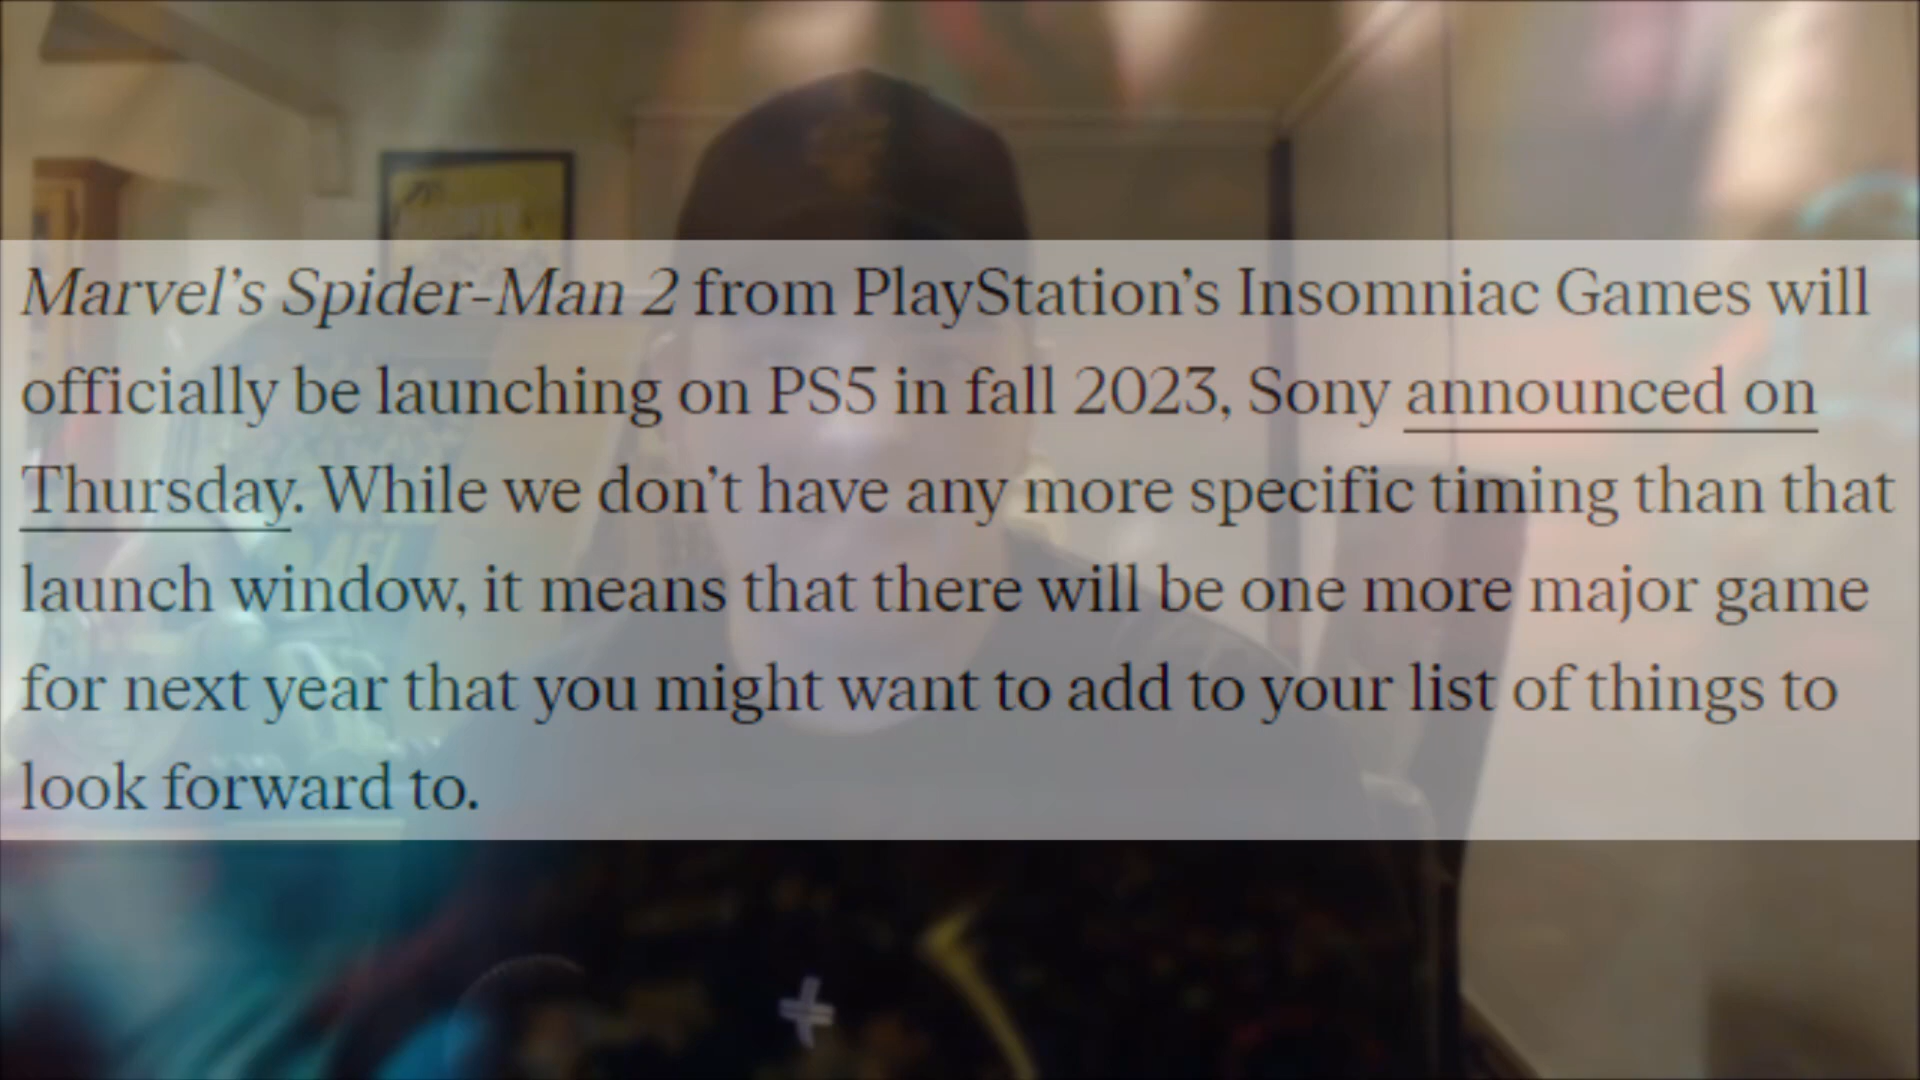 Marvel's Spider-Man 2 from PlayStation's Insomniac Games will
officially be launching on PS5 in fall 2023, Sony announced on
Thursday. While we don't have any more specific timing than that
launch window, it means that there will be one more major game
for next year that you might want to add to your list of things to
look forward to.